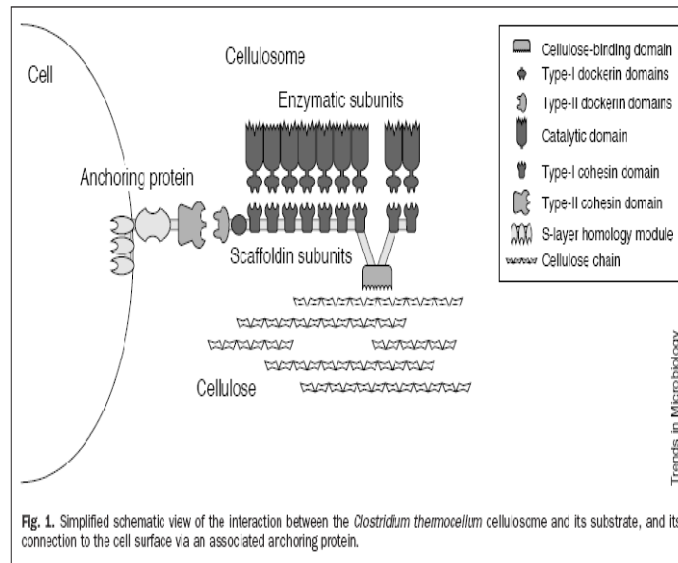 Cell
Cellulosome
Enzymatic subunits
Anchoring protein
Scaffoldin subunits
Cellulose
Cellulose-binding domain
Type-I dockerin domains
Type-II dockerin domains
Catalytic domain
Type-I cohesin domain
Type-II cohesin domain
S-layer homology module
Cellulose chain
Trends in Microbiology
Fig. 1. Simplified schematic view of the interaction between the Clostridium thermocellum cellulosome and its substrate, and its
connection to the cell surface via an associated anchoring protein.